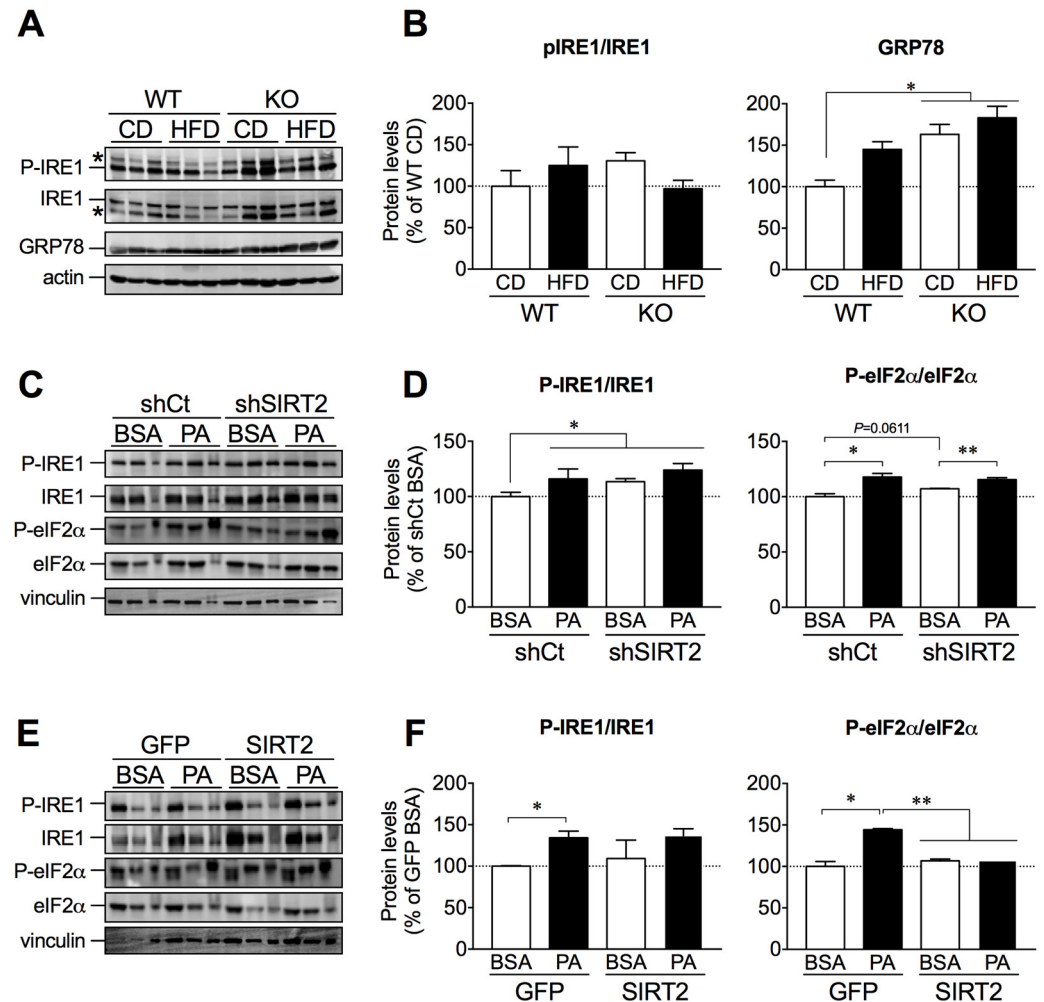 A
WT KO
CD HFD CD HFD
*
P-IRE1
IRE1
*
GRP78
actin
B
pIRE1/IRE1
Protein levels
(% of WT CD)
200
150
100
50
0
CD HFD CD HFD
WT KO
GRP78
*
200
150
100
50
0
CD HFD CD HFD
WT KO
C
shCt shSIRT2
BSA PA BSA PA
P-IRE1
IRE1
P-eIF2α
eIF2α
vinculin
D
P-IRE1/IRE1
Protein levels
(% of shCt BSA)
*
150
100
50
0
BSA PA BSA PA
shCt shSIRT2
P-eIF2α/eIF2α
P=0.0611
* **
150
100
50
0
BSA PA BSA PA
shCt shSIRT2
E
GFP SIRT2
BSA PA BSA PA
P-IRE1
IRE1
P-eIF2α
eIF2α
vinculin
F
P-IRE1/IRE1
Protein levels
(% of GFP BSA)
*
200
150
100
50
0
BSA PA BSA PA
GFP SIRT2
P-eIF2α/eIF2α
* **
200
150
100
50
0
BSA PA BSA PA
GFP SIRT2